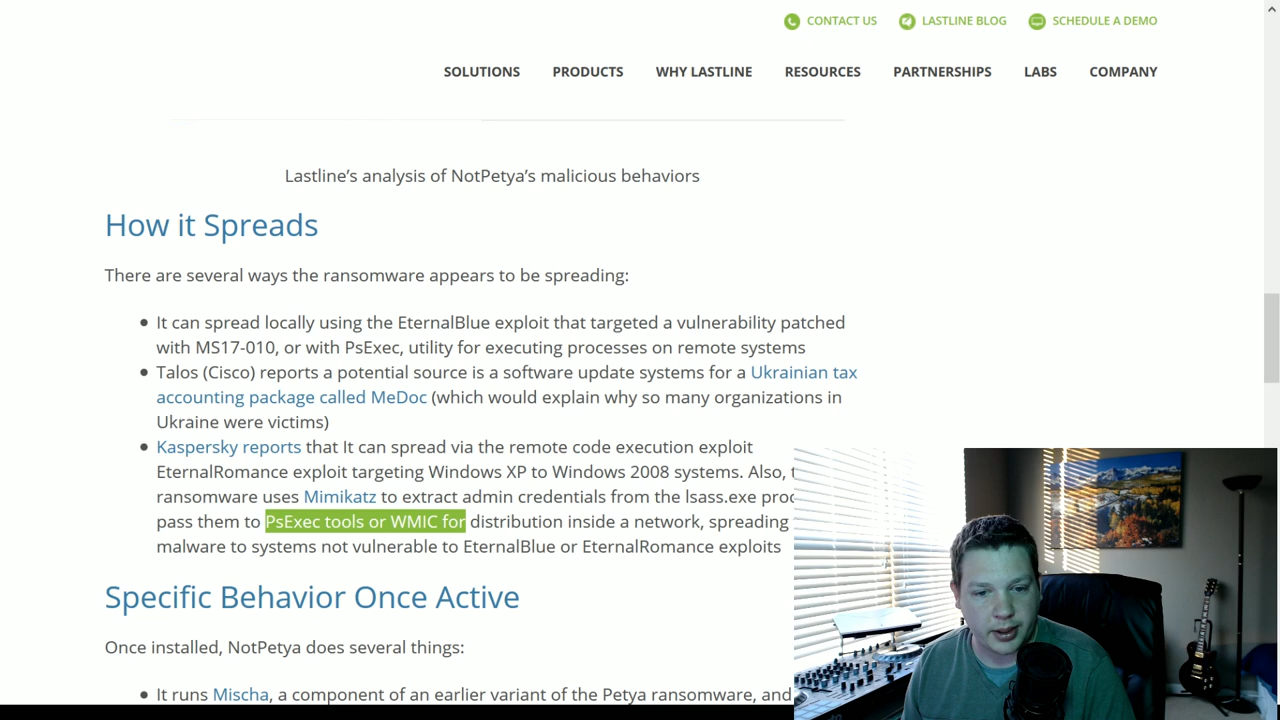 CONTACT US
LASTLINE BLOG
SCHEDULE A DEMO
SOLUTIONS
PRODUCTS
WHY LASTLINE
RESOURCES
PARTNERSHIPS
LABS
COMPANY
Lastline’s analysis of NotPetya’s malicious behaviors
How it Spreads
There are several ways the ransomware appears to be spreading:
It can spread locally using the EternalBlue exploit that targeted a vulnerability patched
with MS17-010, or with PsExec, utility for executing processes on remote systems
Talos (Cisco) reports a potential source is a software update systems for a Ukrainian tax
accounting package called MeDoc (which would explain why so many organizations in
Ukraine were victims)
Kaspersky reports that It can spread via the remote code execution exploit
EternalRomance exploit targeting Windows XP to Windows 2008 systems. Also,
ransomware uses Mimikatz to extract admin credentials from the lsass.exe
pass them to PsExec tools or WMIC for distribution inside a network, spreading
malware to systems not vulnerable to EternalBlue or EternalRomance exploits
Specific Behavior Once Active
Once installed, NotPetya does several things:
It runs Mischa, a component of an earlier variant of the Petya ransomware, and